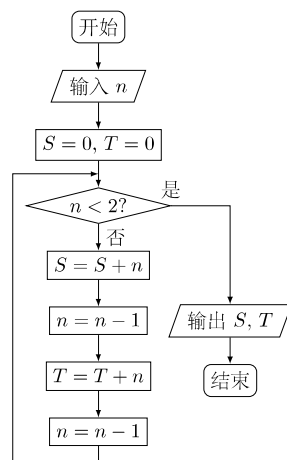 开始
输入 n
S = 0, T = 0
n < 2?
是
否
S = S + n
n = n − 1
T = T + n
n = n − 1
输出 S, T
结束